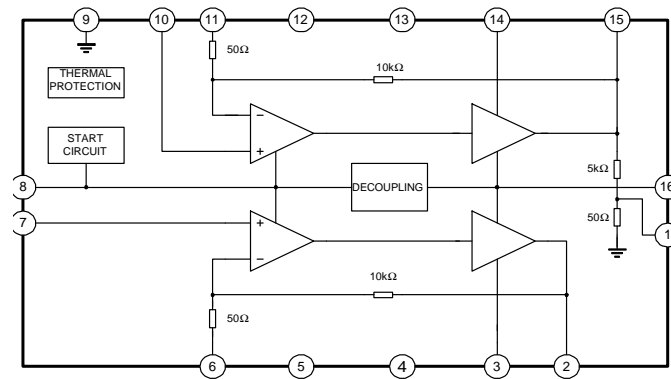 9 10 11 12 13 14 15
50Ω
10kΩ
THERMAL
PROTECTION
−
+
START
CIRCUIT
5kΩ
8
DECOUPLING
16
7
+
50Ω
1
−
10kΩ
50Ω
6 5 4 3 2